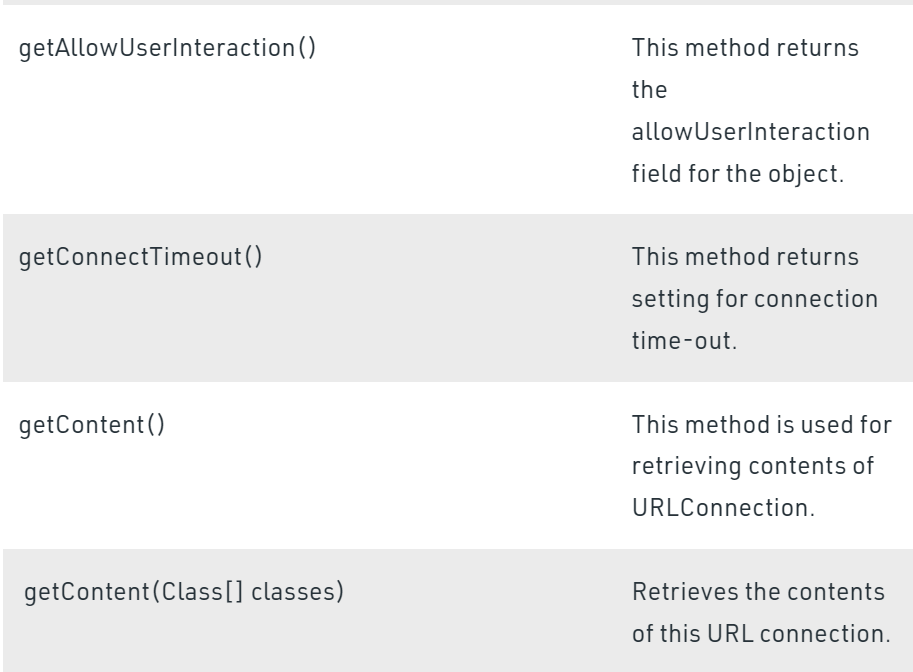 getAllowUserInteraction()
This method returns
the
allowUserInteraction
field for the object.
getConnectTimeout()
This method returns
setting for connection
time-out.
getContent()
This method is used for
retrieving contents of
URLConnection.
getContent(Class[] classes)
Retrieves the contents
of this URL connection.